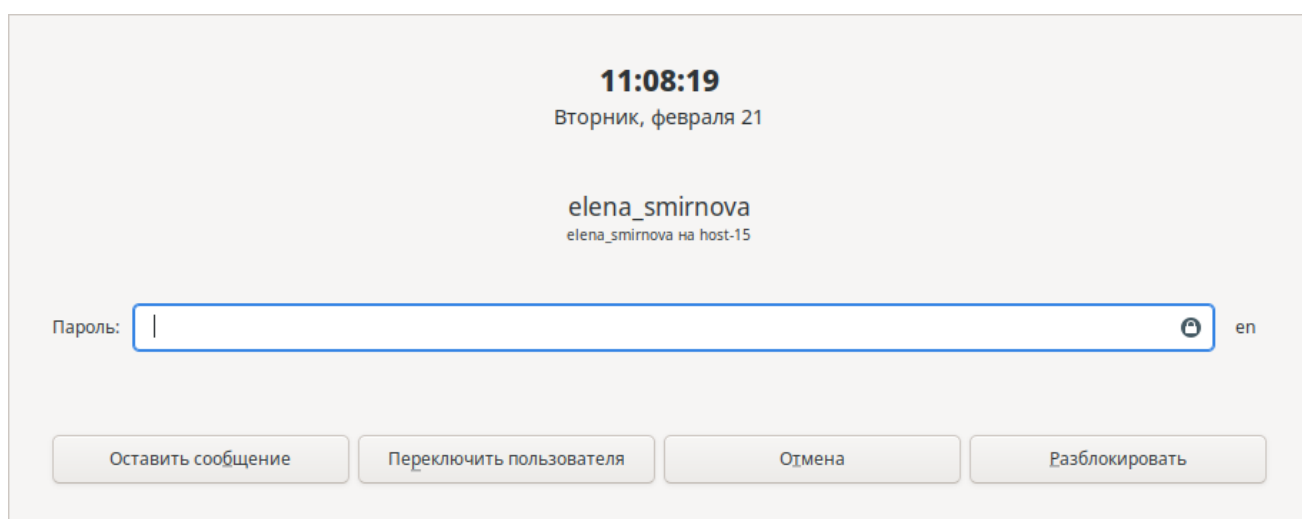 11:08:19
Вторник, февраля 21
elena_smirnova
elena_smirnova на host-15
Пароль: en
Оставить сообщение Переключить пользователя Отмена Разблокировать